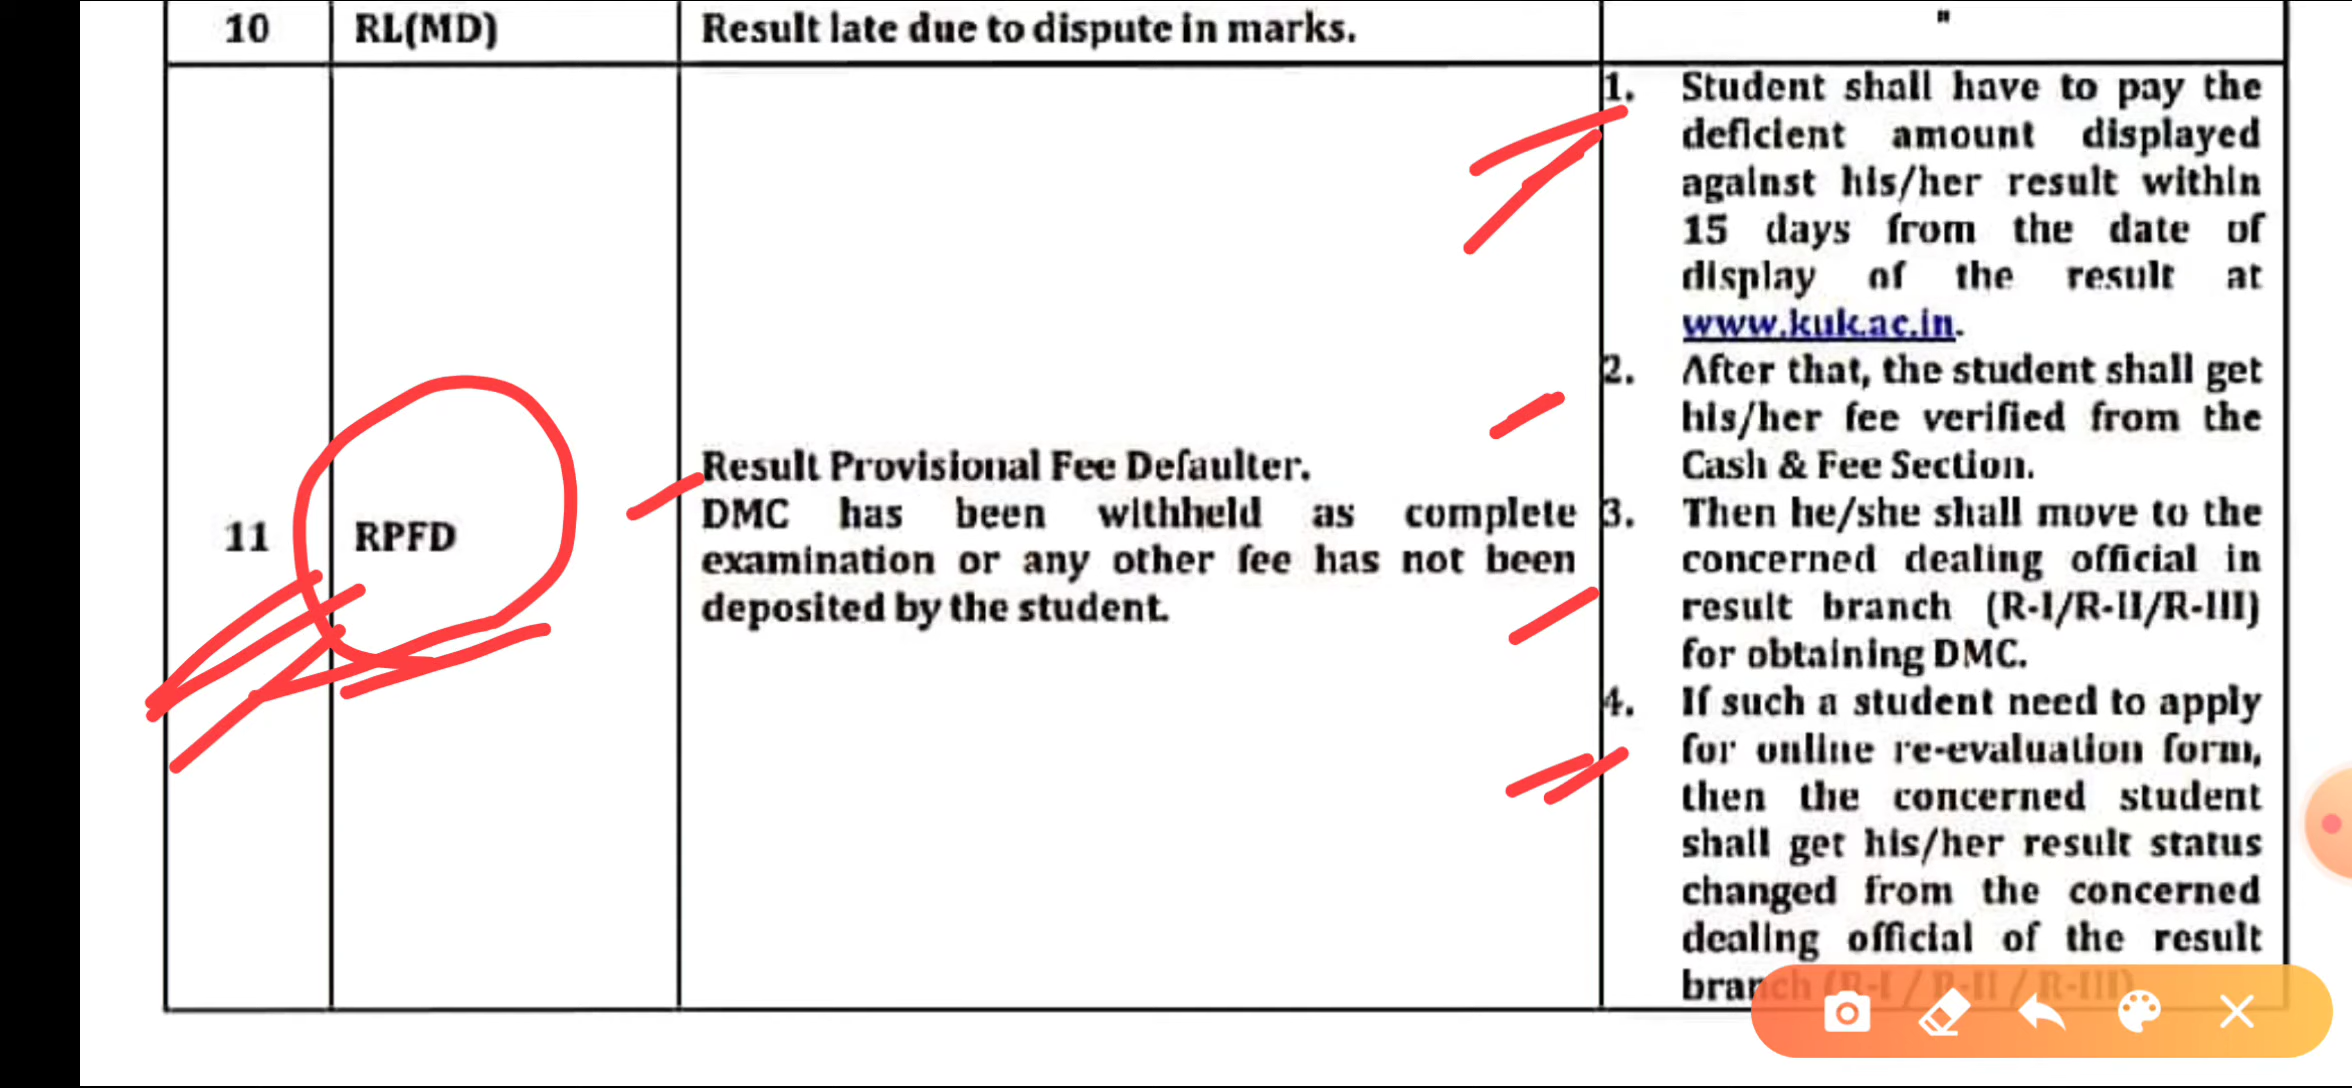 10 RL(MD) Result late due to dispute in marks. "
11 RPFD
Result Provisional Fee Defaulter.
DMC has been withheld as complete
examination or any other fee has not been
deposited by the student.
1. Student shall have to pay the
deficient amount displayed
against his/her result within
15 days from the date of
display of the result at
www.kuk.ac.in.
2. After that, the student shall get
his/her fee verified from the
Cash & Fee Section.
3. Then he/she shall move to the
concerned dealing official in
result branch (R-I/R-II/R-III)
for obtaining DMC.
4. If such a student need to apply
for online re-evaluation form,
then the concerned student
shall get his/her result status
changed from the concerned
dealing official of the result
branch (R-I / R-II / R-III)